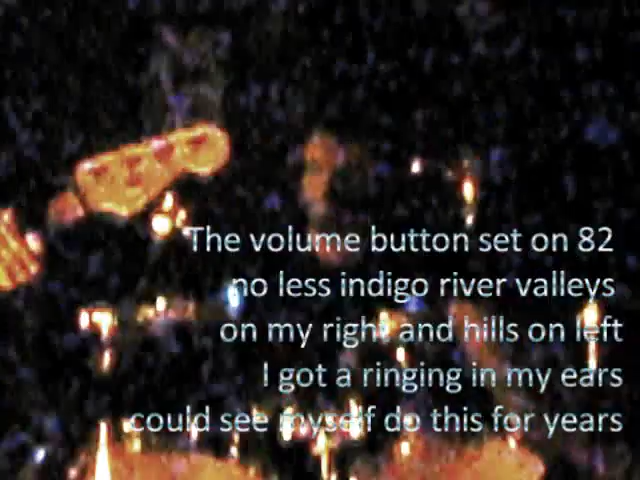 The volume button set on 82
no less indigo river valleys
on my right and hills on left
I got a ringing in my ears
could see myself do this for years